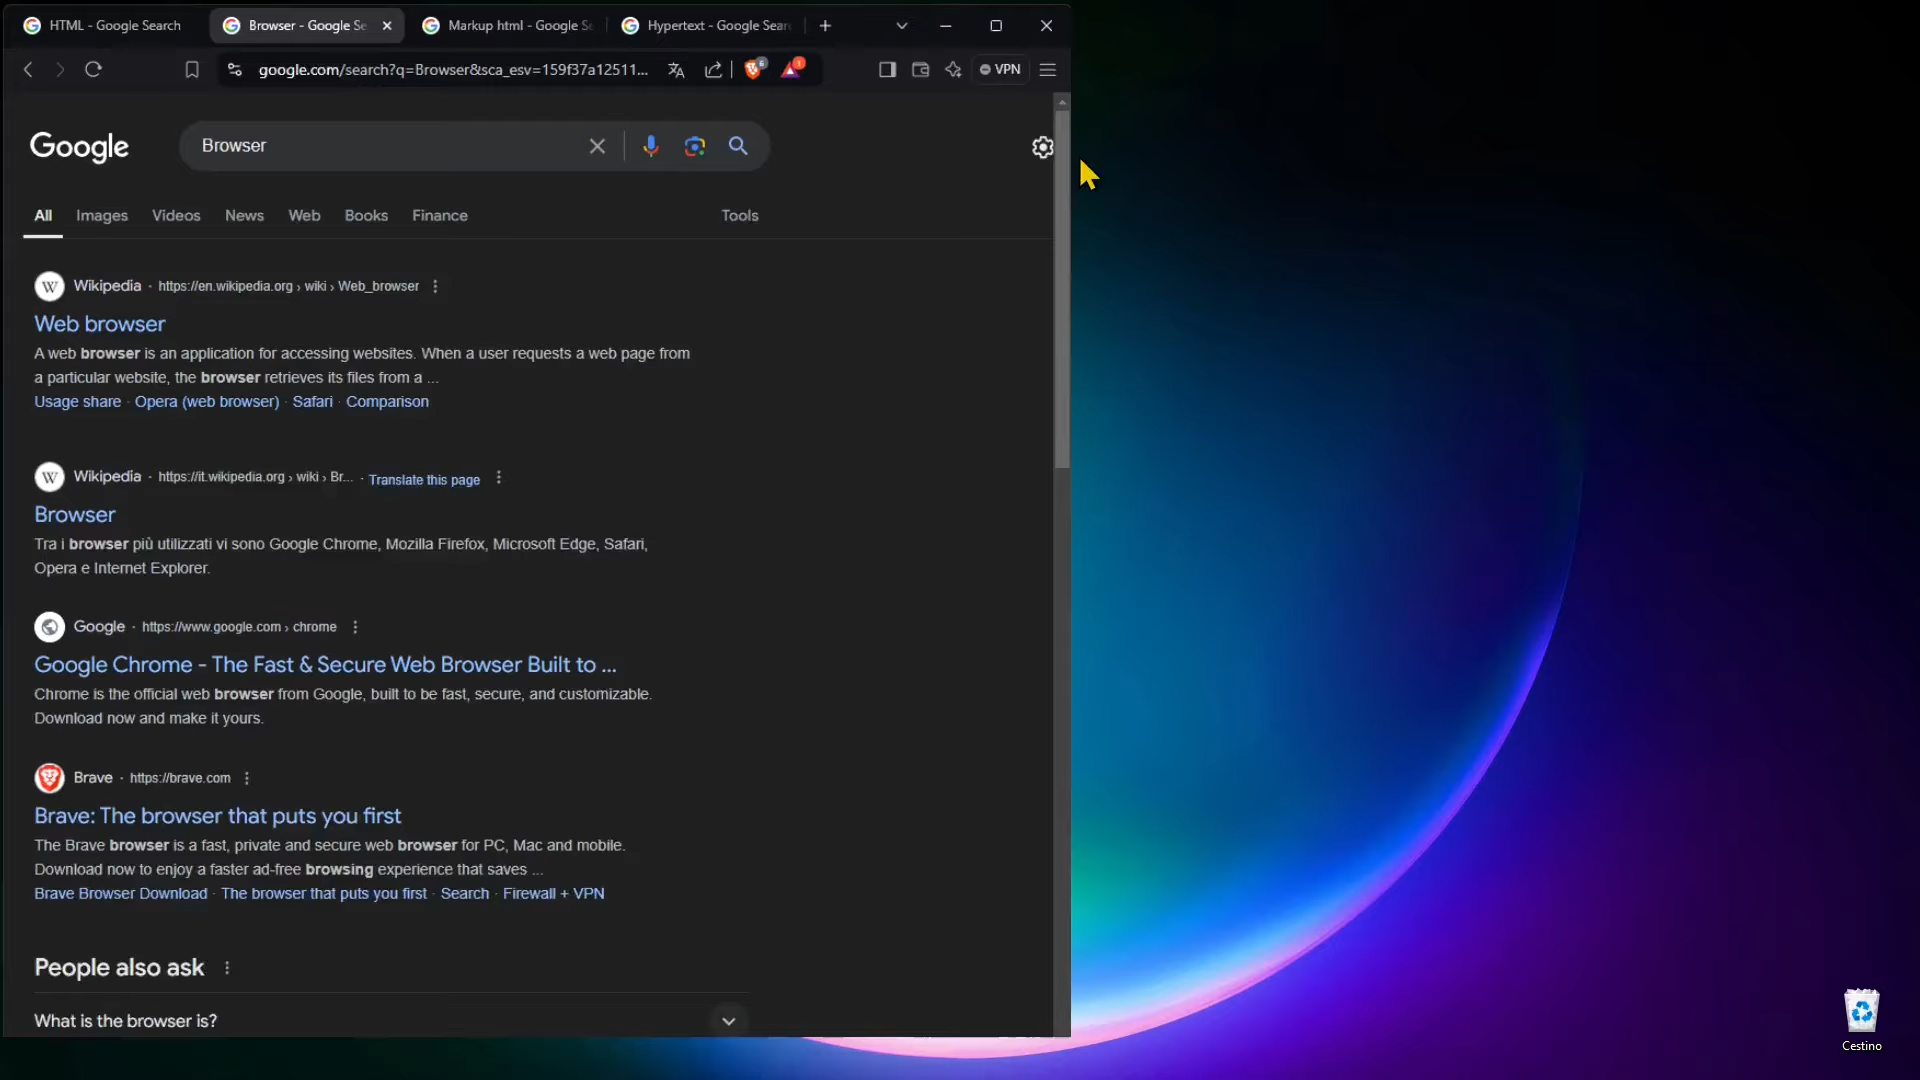 HTML - Google Search
Browser - Google Se
Markup html - Google Se
Hypertext - Google Sear
google.com/search?q=Browser&sca_esv=159f37a12511...
6
1
VPN
Google
Browser
All Images Videos News Web Books Finance Tools
Wikipedia · https://en.wikipedia.org › wiki › Web_browser
Web browser
A web browser is an application for accessing websites. When a user requests a web page from
a particular website, the browser retrieves its files from a ...
Usage share · Opera (web browser) · Safari · Comparison
Wikipedia · https://it.wikipedia.org › wiki › Br... · Translate this page
Browser
Tra i browser più utilizzati vi sono Google Chrome, Mozilla Firefox, Microsoft Edge, Safari,
Opera e Internet Explorer.
Google · https://www.google.com › chrome
Google Chrome - The Fast & Secure Web Browser Built to ...
Chrome is the official web browser from Google, built to be fast, secure, and customizable.
Download now and make it yours.
Brave · https://brave.com
Brave: The browser that puts you first
The Brave browser is a fast, private and secure web browser for PC, Mac and mobile.
Download now to enjoy a faster ad-free browsing experience that saves ...
Brave Browser Download · The browser that puts you first · Search · Firewall + VPN
People also ask
What is the browser is?
Cestino